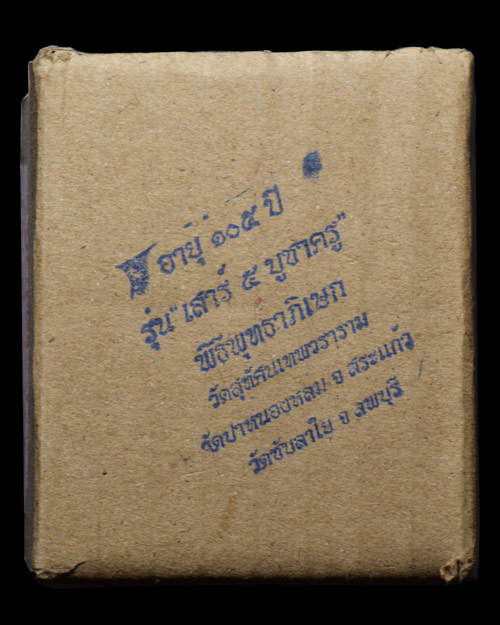 อายุ ๑๐๕ ปี
รุ่น "เสาร์ ๕ บูชาครู"
พิธีพุทธาภิเษก
วัดสุทัศนเทพวราราม
วัดป่าหนองหล่ม จ สระแก้ว
วัดซับลำใย จ ลพบุรี